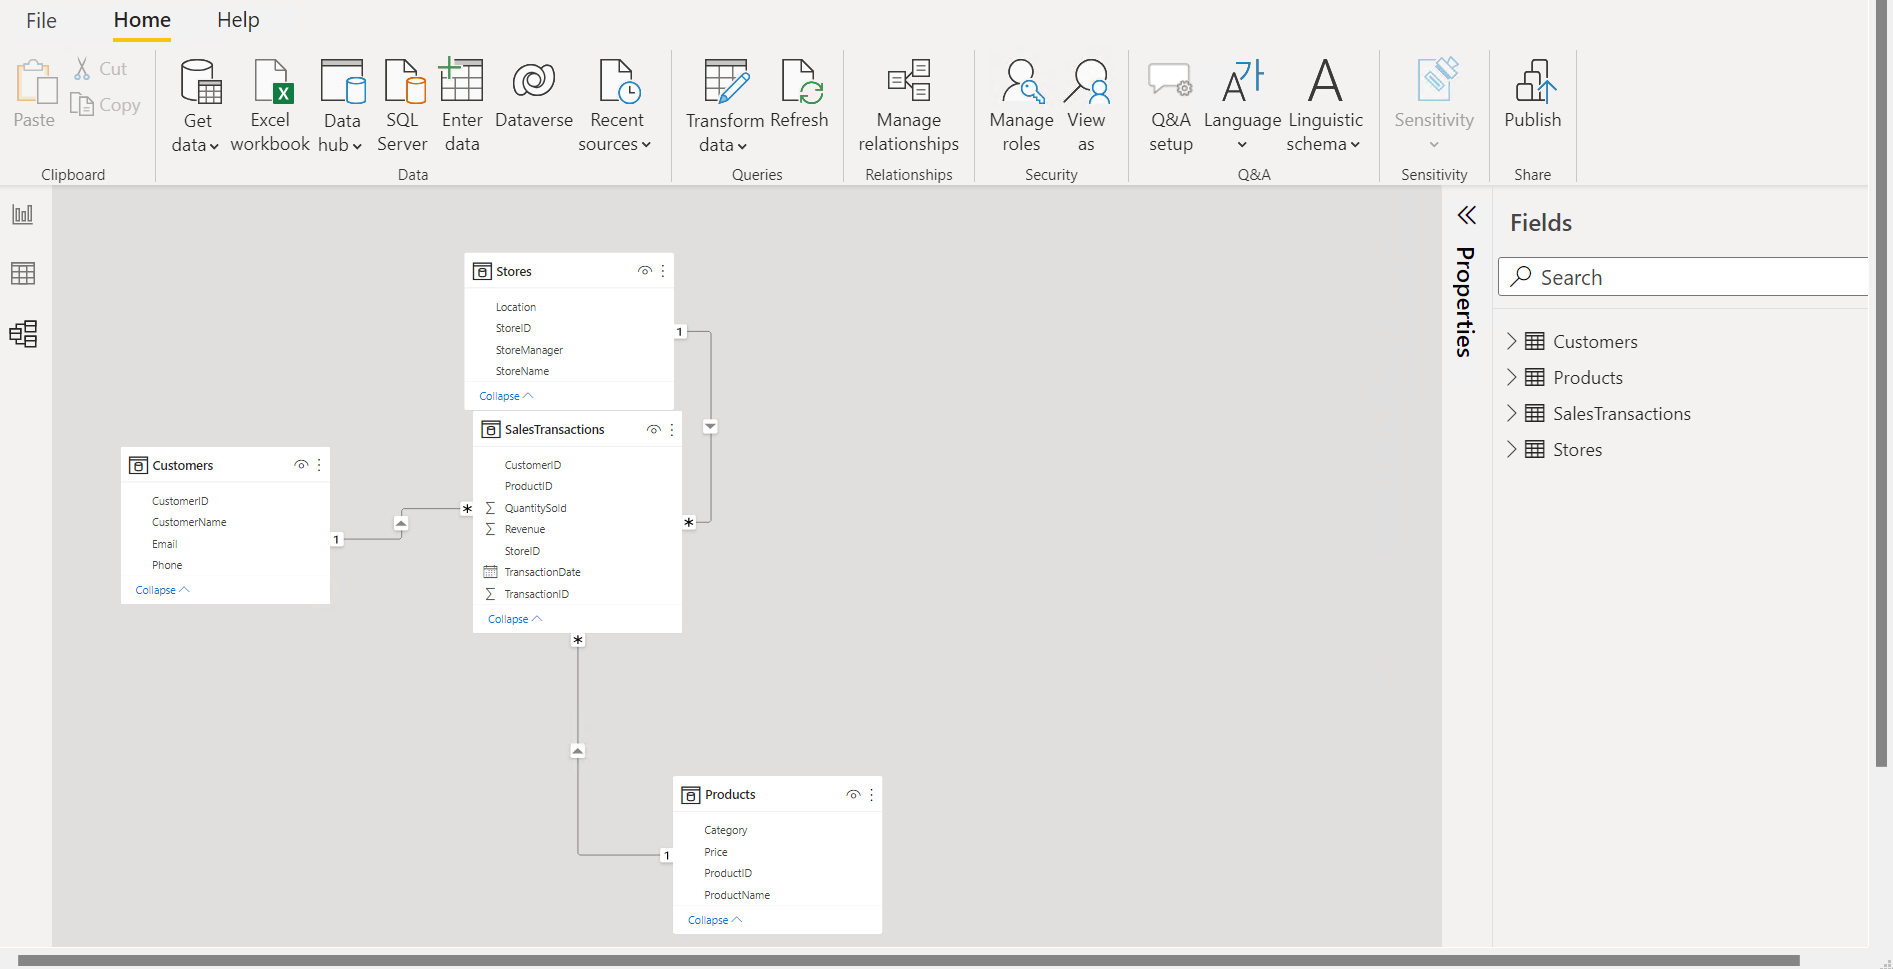 File Home Help
Paste
Cut
Copy
Clipboard
Get data
Excel workbook
Data hub
SQL Server
Enter data
Dataverse
Recent sources
Data
Transform data
Refresh
Queries
Manage relationships
Relationships
Manage roles
View as
Security
Q&A setup
Language
Linguistic schema
Q&A
Sensitivity
Sensitivity
Publish
Share
Stores
Location
StoreID
StoreManager
StoreName
Collapse
1
*
SalesTransactions
CustomerID
ProductID
Σ QuantitySold
Σ Revenue
StoreID
TransactionDate
Σ TransactionID
Collapse
*
*
Customers
CustomerID
CustomerName
Email
Phone
Collapse
1
Products
Category
Price
ProductID
ProductName
Collapse
1
Properties
Fields
Search
Customers
Products
SalesTransactions
Stores